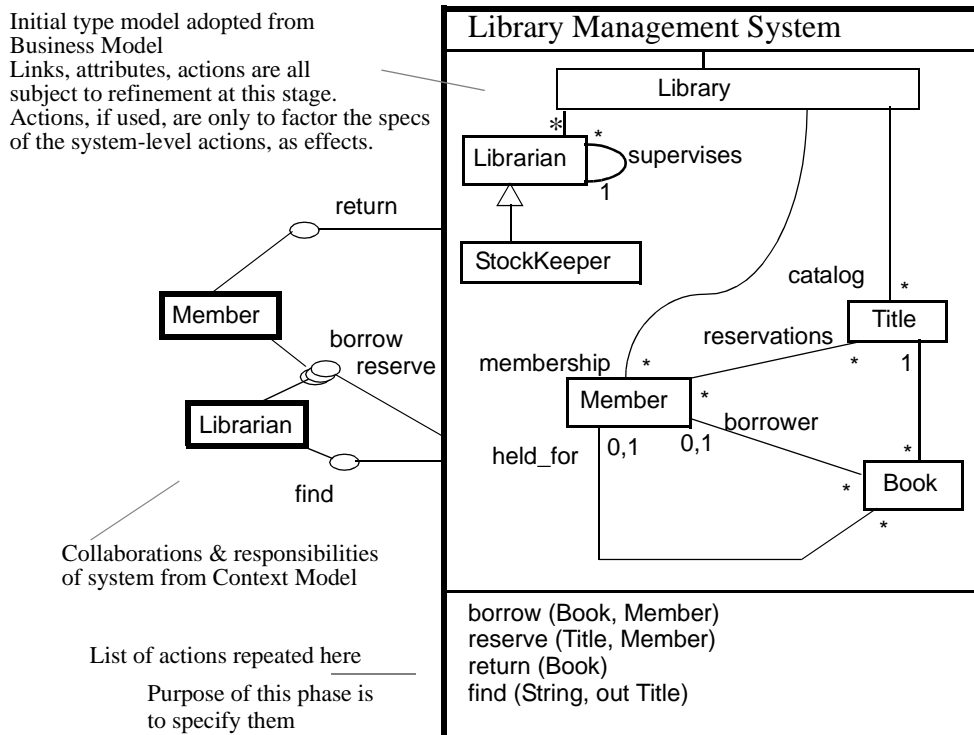 Initial type model adopted from
Business Model
Links, attributes, actions are all
subject to refinement at this stage.
Actions, if used, are only to factor the specs
of the system-level actions, as effects.
Library Management System
Library
*
Librarian
*
supervises
1
StockKeeper
return
Member
borrow
reserve
Librarian
find
catalog
*
Title
reservations
*
1
membership
*
Member
*
borrower
0,1
0,1
held_for
*
*
Book
*
Collaborations & responsibilities
of system from Context Model
borrow (Book, Member)
reserve (Title, Member)
return (Book)
find (String, out Title)
List of actions repeated here
Purpose of this phase is
to specify them